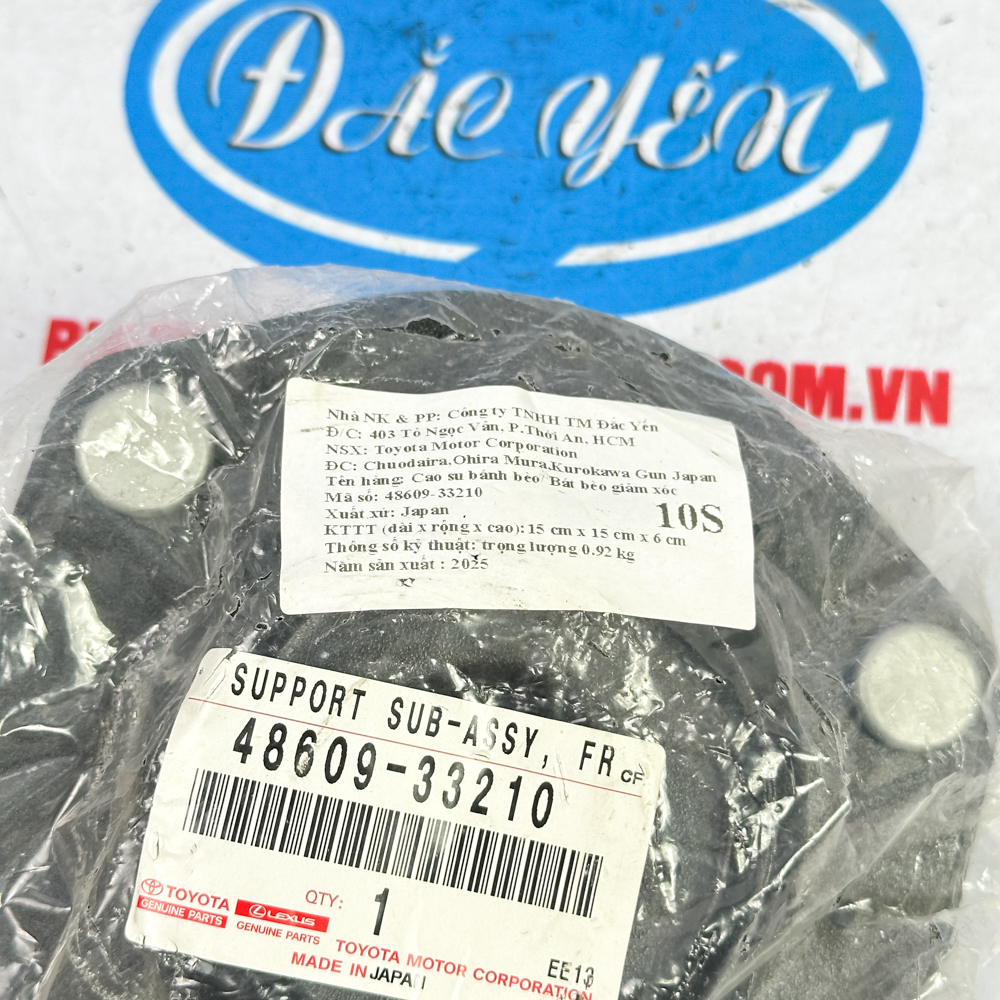 ĐẮC YẾN
COM.VN
Nhà NK & PP: Công ty TNHH TM Đắc Yến
Đ/C: 403 Tô Ngọc Vân, P.Thới An, HCM
NSX: Toyota Motor Corporation
ĐC: Chuodaira,Ohira Mura,Kurokawa Gun Japan
Tên hàng: Cao su bánh bèo/ Bát bèo giảm xóc
Mã số: 48609-33210
Xuất xứ: Japan
10S
KTTT (dài x rộng x cao): 15 cm x 15 cm x 6 cm
Thông số kỹ thuật: trọng lượng 0.92 kg
Năm sản xuất : 2025
SUPPORT SUB-ASSY, FR CF
48609-33210
TOYOTA
GENUINE PARTS
LEXUS
GENUINE PARTS
QTY: 1
TOYOTA MOTOR CORPORATION
MADE IN JAPAN
EE13